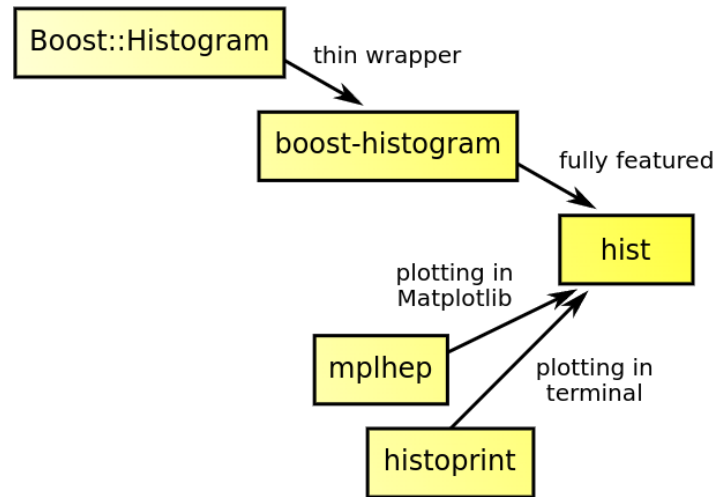 Boost::Histogram
thin wrapper
boost-histogram
fully featured
hist
plotting in
Matplotlib
mplhep
plotting in
terminal
histoprint